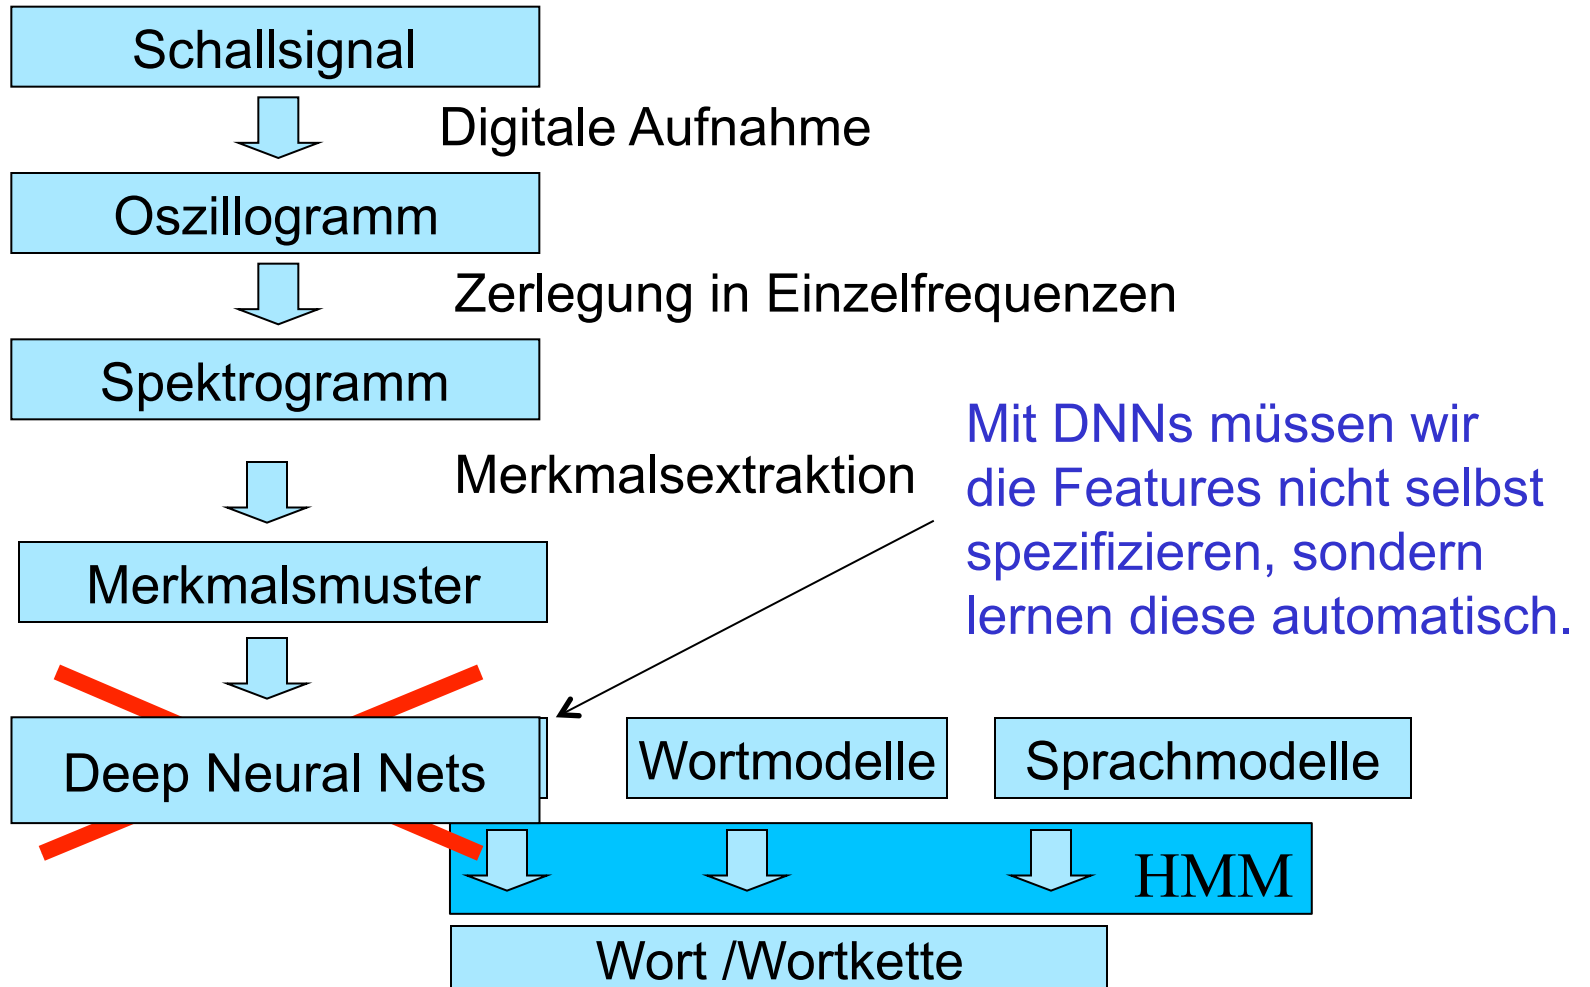 Schallsignal
Digitale Aufnahme
Oszillogramm
Zerlegung in Einzelfrequenzen
Spektrogramm
Merkmalsextraktion
Mit DNNs müssen wir
die Features nicht selbst
spezifizieren, sondern
lernen diese automatisch.
Merkmalsmuster
Deep Neural Nets
Wortmodelle
Sprachmodelle
HMM
Wort /Wortkette